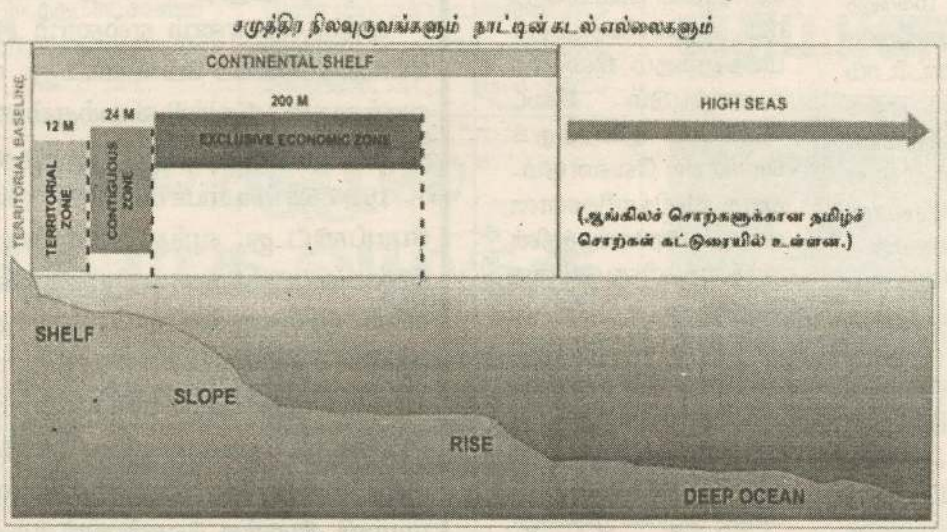 சமுத்திர நிலவுருவங்களும் நாட்டின் கடல் எல்லைகளும்
CONTINENTAL SHELF
TERRITORIAL BASELINE
12 M
24 M
200 M
HIGH SEAS
TERRITORIAL
ZONE
CONTIGUOUS
ZONE
EXCLUSIVE ECONOMIC ZONE
(ஆங்கிலச் சொற்களுக்கான தமிழ்ச்
சொற்கள் கட்டுரையில் உள்ளன.)
SHELF
SLOPE
RISE
DEEP OCEAN